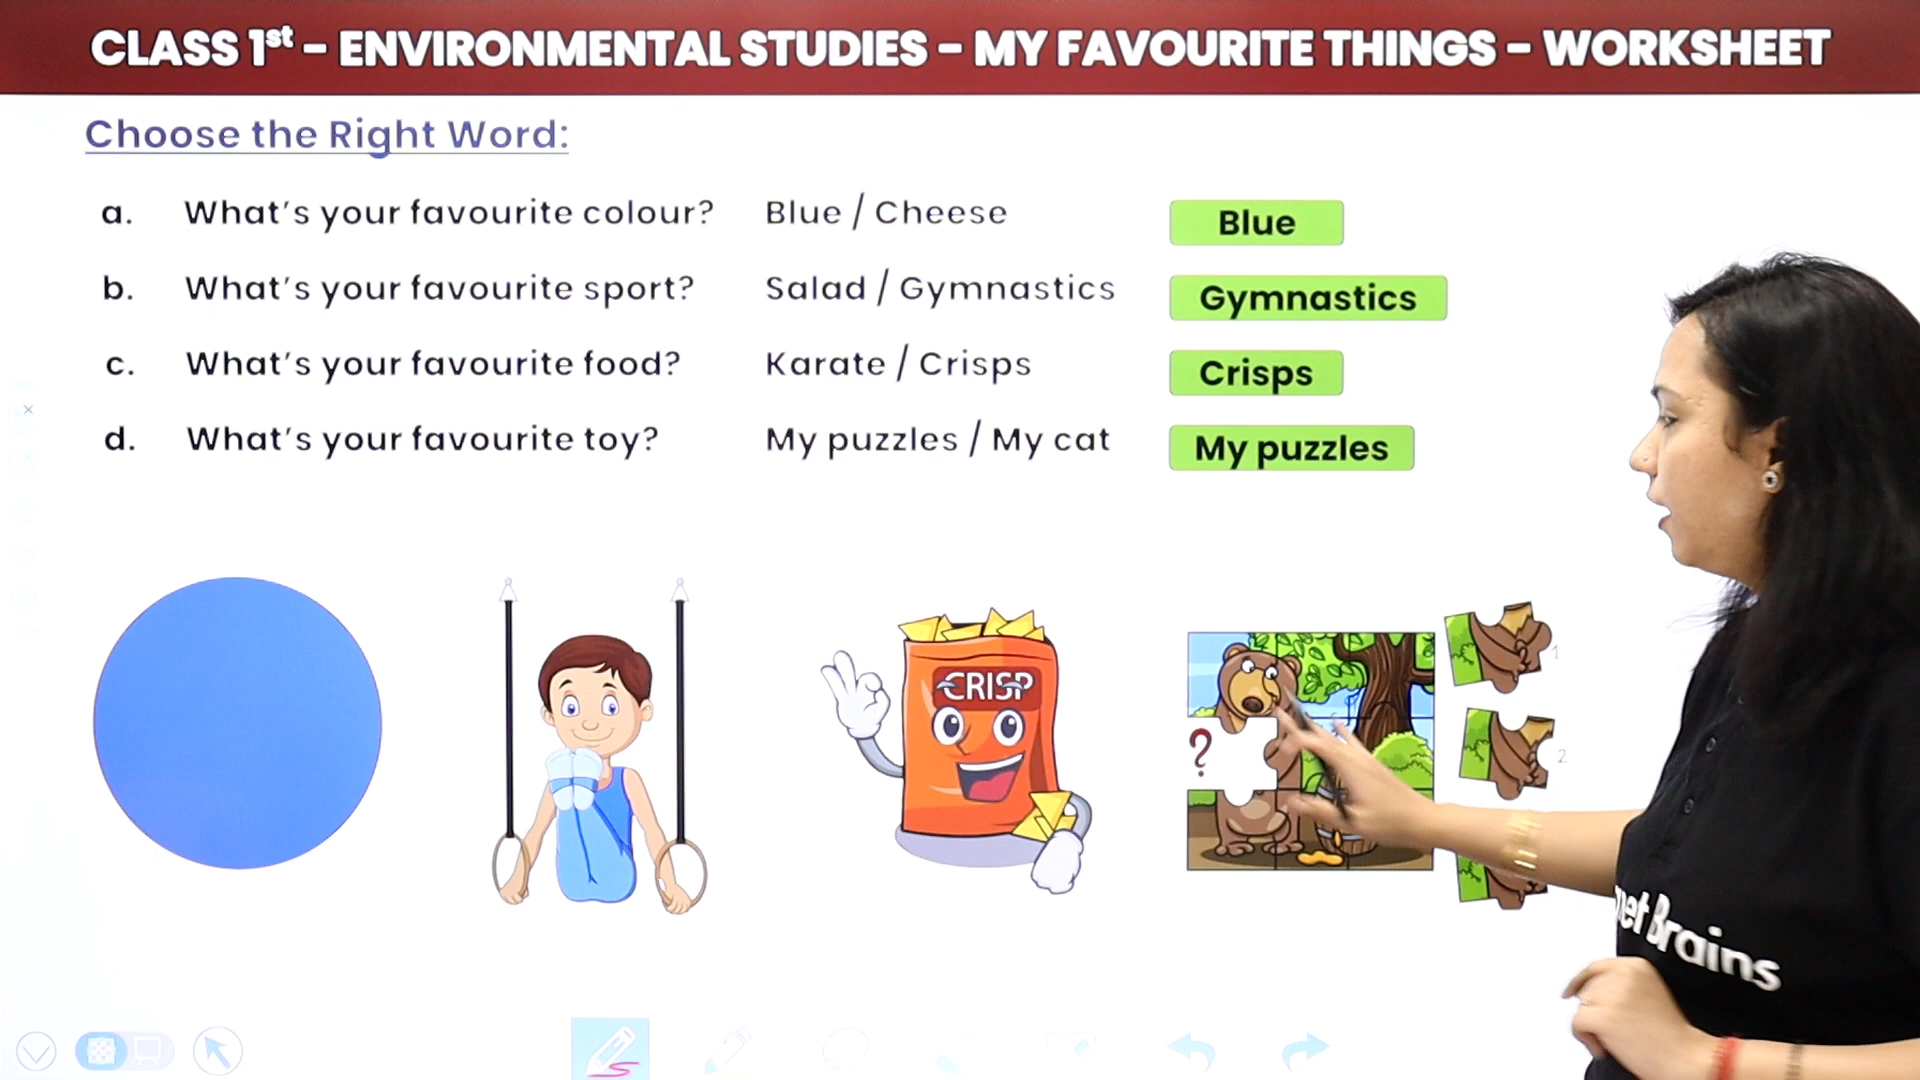 CLASS 1st – ENVIRONMENTAL STUDIES – MY FAVOURITE THINGS – WORKSHEET
Choose the Right Word:
a. What's your favourite colour? Blue / Cheese Blue
b. What's your favourite sport? Salad / Gymnastics Gymnastics
c. What's your favourite food? Karate / Crisps Crisps
d. What's your favourite toy? My puzzles / My cat My puzzles
CRISP
?
1
2
Brains